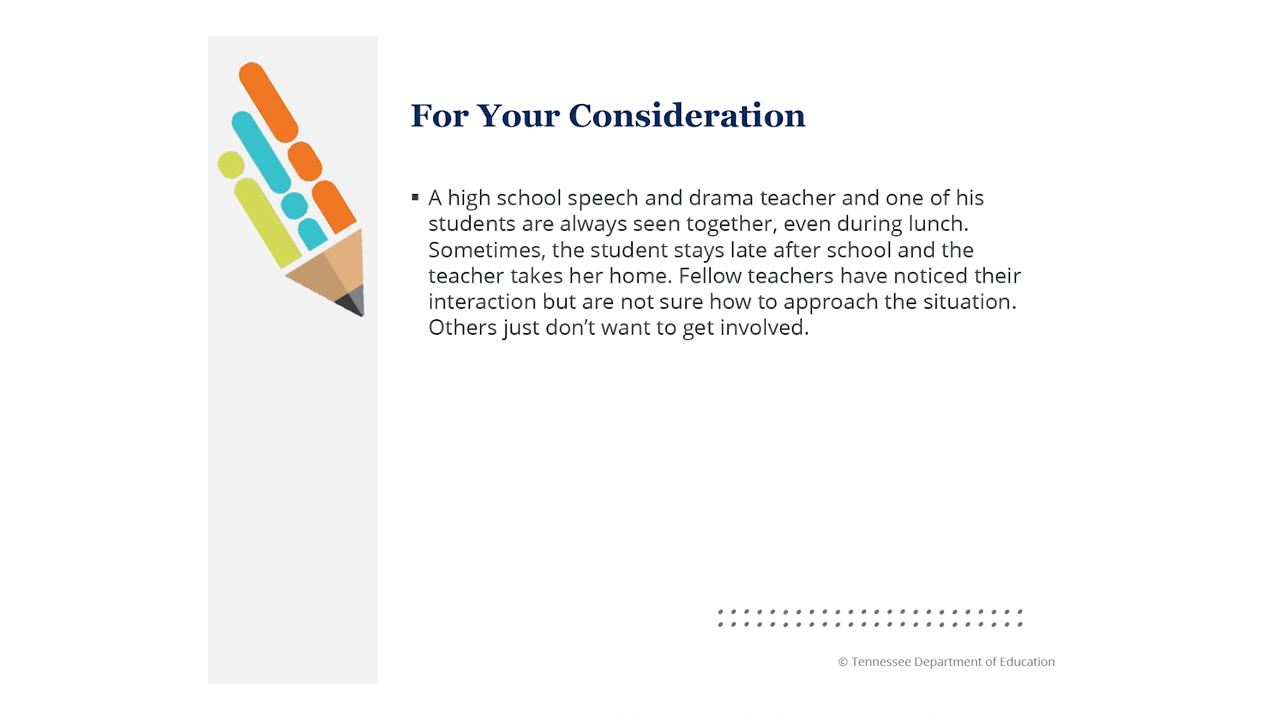 For Your Consideration
▪ A high school speech and drama teacher and one of his
students are always seen together, even during lunch.
Sometimes, the student stays late after school and the
teacher takes her home. Fellow teachers have noticed their
interaction but are not sure how to approach the situation.
Others just don’t want to get involved.
© Tennessee Department of Education